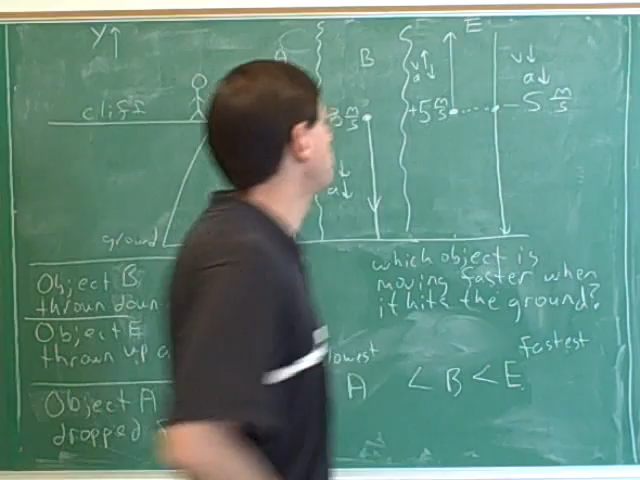 Y
A
B
E
v
a
v
a
cliff
3 m/s
+5 m/s
-5 m/s
a
ground
Object B
thrown down
Object E
thrown up a
Object A
dropped
which object is
moving faster when
it hits the ground?
fastest
A < B < E